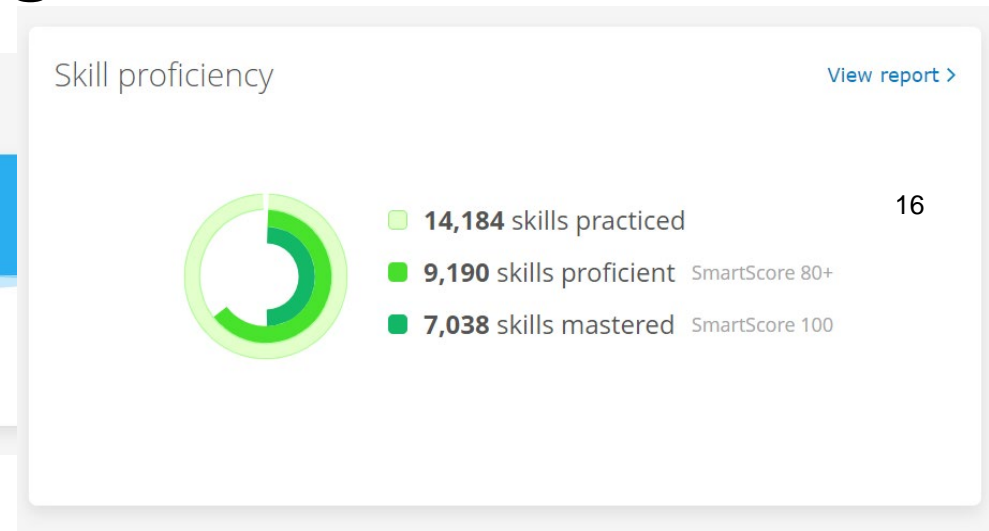 Skill proficiency
View report >
16
14,184 skills practiced
9,190 skills proficient SmartScore 80+
7,038 skills mastered SmartScore 100